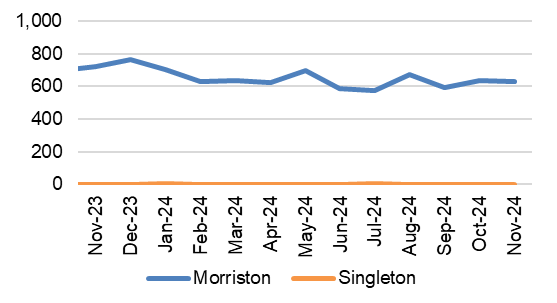 1,000
800
600
400
200
0
Nov-23
Dec-23
Jan-24
Feb-24
Mar-24
Apr-24
May-24
Jun-24
Jul-24
Aug-24
Sep-24
Oct-24
Nov-24
Morriston Singleton